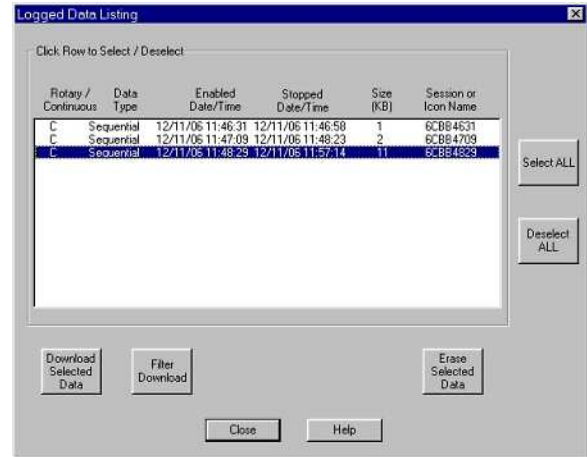 Logged Data Listing
Click Row to Select / Deselect
Rotary / Continuous Data Type Enabled Date/Time Stopped Date/Time Size (KB) Session or Icon Name
C Sequential 12/11/06 11:46:31 12/11/06 11:46:58 1 6CBB4631
C Sequential 12/11/06 11:47:09 12/11/06 11:48:23 2 6CBB4709
C Sequential 12/11/06 11:48:29 12/11/06 11:57:14 11 6CBB4829
Select ALL
Deselect
ALL
Download
Selected
Data
Filter
Download
Erase
Selected
Data
Close Help